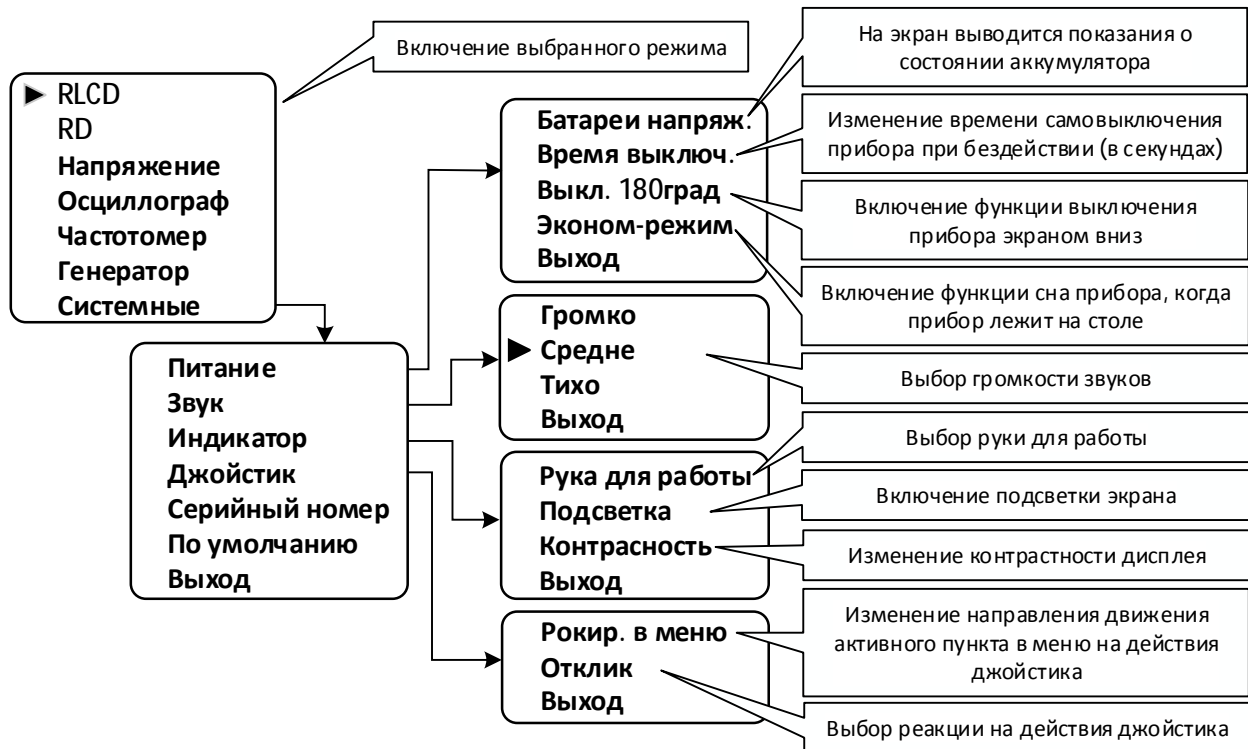 Включение выбранного режима
RLCD
RD
Напряжение
Осциллограф
Частотомер
Генератор
Системные
Питание
Звук
Индикатор
Джойстик
Серийный номер
По умолчанию
Выход
Батареи напряж.
Время выключ.
Выкл. 180град
Эконом-режим
Выход
Громко
Средне
Тихо
Выход
Рука для работы
Подсветка
Контрасность
Выход
Рокир. в меню
Отклик
Выход
На экран выводится показания о
состоянии аккумулятора
Изменение времени самовыключения
прибора при бездействии (в секундах)
Включение функции выключения
прибора экраном вниз
Включение функции сна прибора, когда
прибор лежит на столе
Выбор громкости звуков
Выбор руки для работы
Включение подсветки экрана
Изменение контрастности дисплея
Изменение направления движения
активного пункта в меню на действия
джойстика
Выбор реакции на действия джойстика